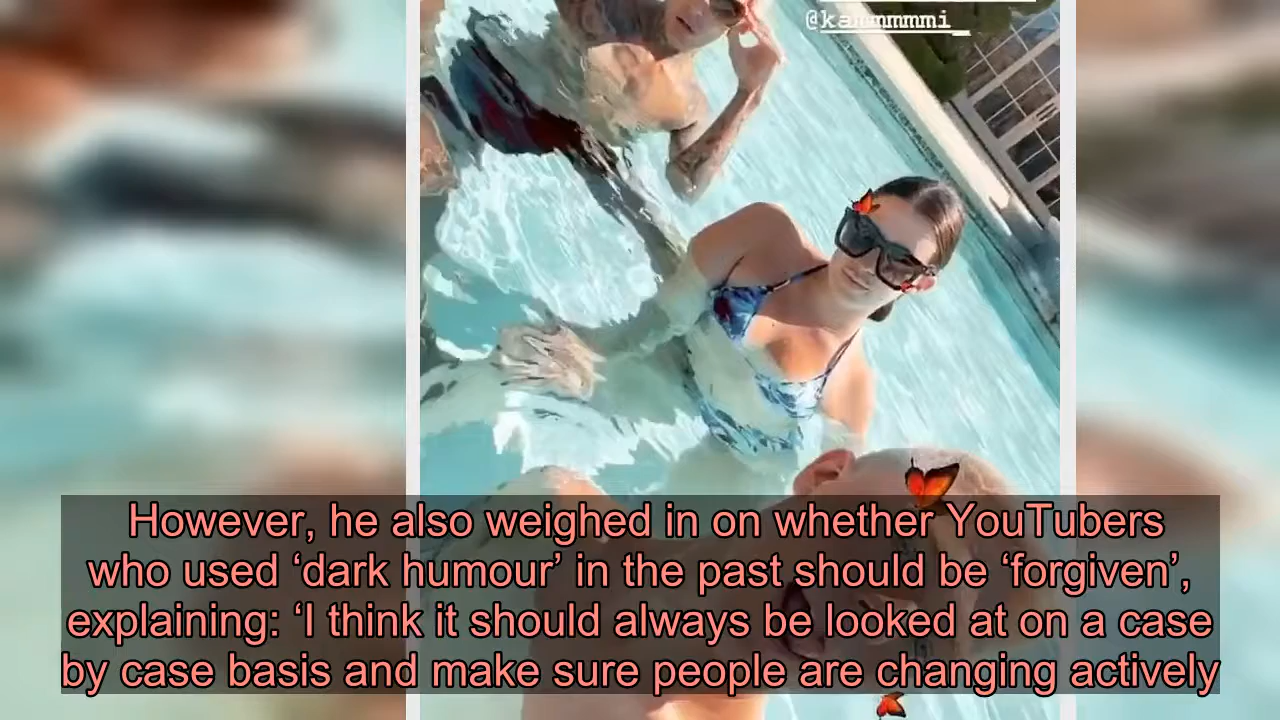 @kammmmmi_
However, he also weighed in on whether YouTubers
who used ‘dark humour’ in the past should be ‘forgiven’,
explaining: ‘I think it should always be looked at on a case
by case basis and make sure people are changing actively